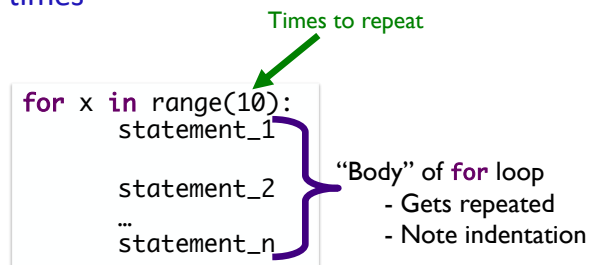 times
Times to repeat
for x in range(10):
statement_1
statement_2
…
statement_n
“Body” of for loop
- Gets repeated
- Note indentation